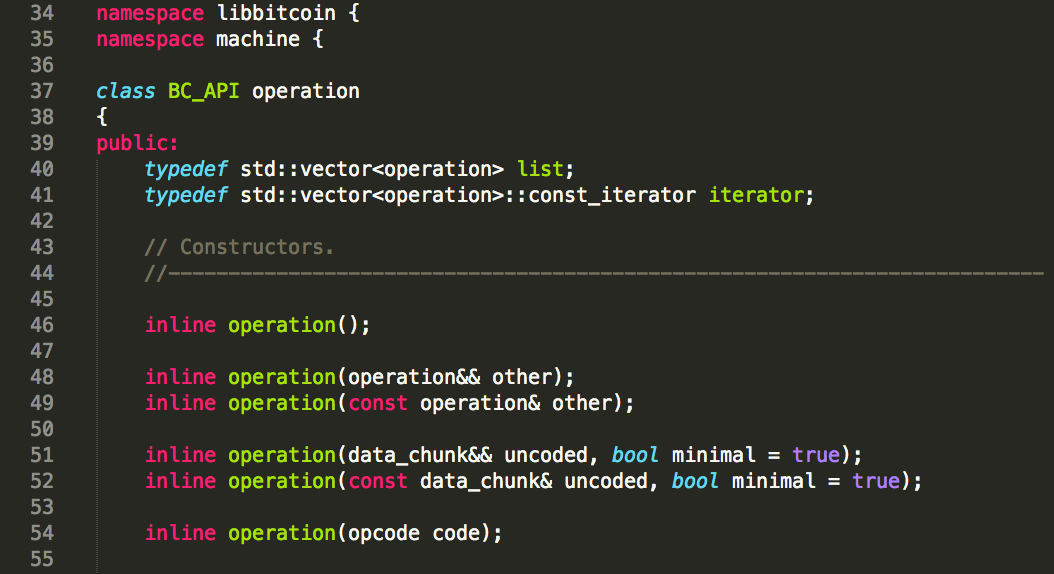 34 namespace libbitcoin {
35 namespace machine {
36
37 class BC_API operation
38 {
39 public:
40     typedef std::vector<operation> list;
41     typedef std::vector<operation>::const_iterator iterator;
42
43     // Constructors.
44     //-------------------------------------------------------------------------
45
46     inline operation();
47
48     inline operation(operation&& other);
49     inline operation(const operation& other);
50
51     inline operation(data_chunk&& uncoded, bool minimal = true);
52     inline operation(const data_chunk& uncoded, bool minimal = true);
53
54     inline operation(opcode code);
55